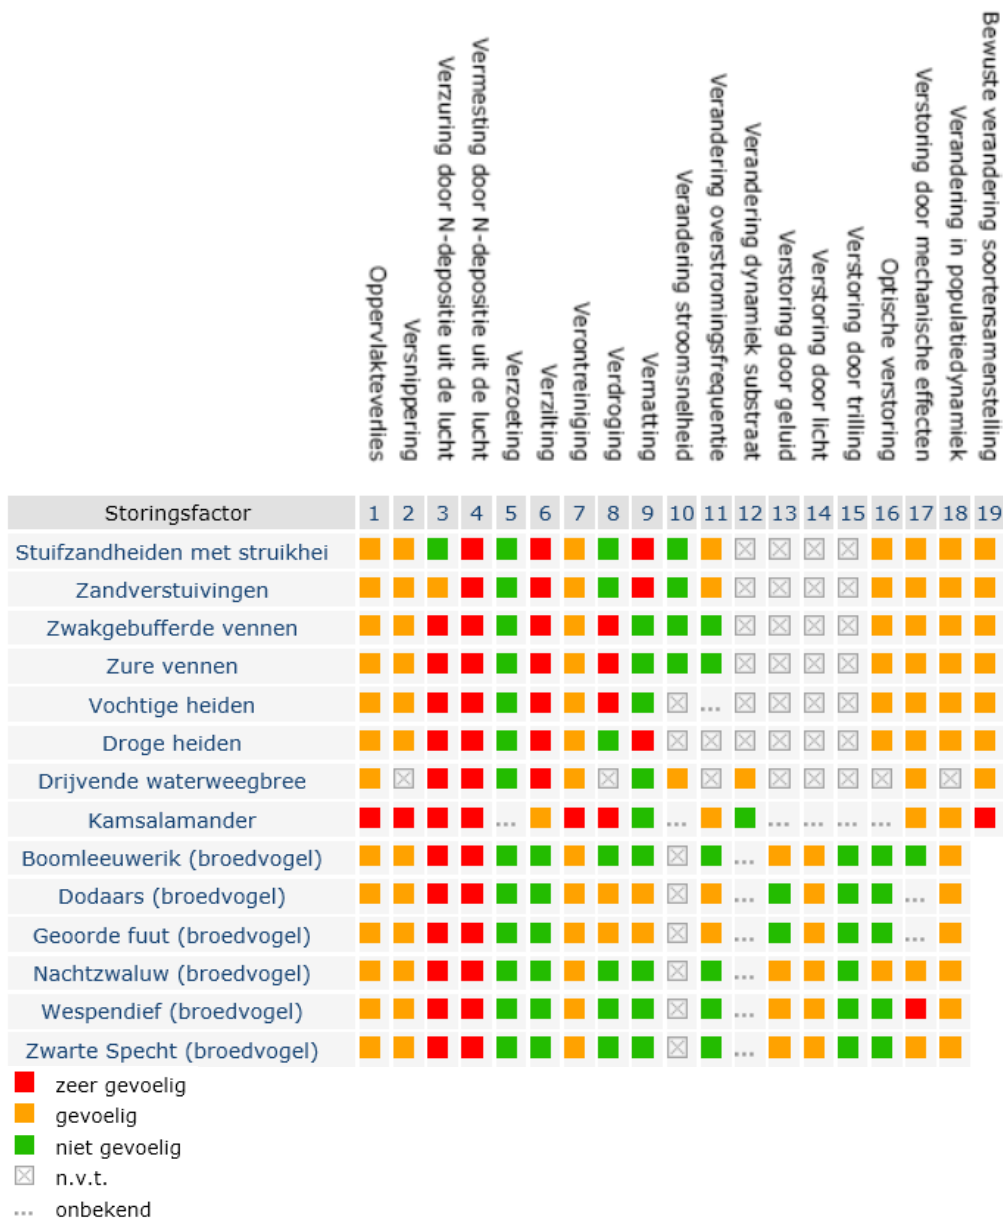 Oppervlakteverlies
Versnippering
Verzuring door N-depositie uit de lucht
Vermesting door N-depositie uit de lucht
Verzoeting
Verzilting
Verontreiniging
Verdroging
Vernatting
Verandering stroomsnelheid
Verandering overstromingsfrequentie
Verandering dynamiek substraat
Verstoring door geluid
Verstoring door licht
Verstoring door trilling
Optische verstoring
Verstoring door mechanische effecten
Verandering in populatiedynamiek
Bewuste verandering soortensamenstelling
Storingsfactor 1 2 3 4 5 6 7 8 9 10 11 12 13 14 15 16 17 18 19
Stuifzandheiden met struikhei
Zandverstuivingen
Zwakgebufferde vennen
Zure vennen
Vochtige heiden ...
Droge heiden
Drijvende waterweegbree
Kamsalamander ... ... ... ... ... ...
Boomleeuwerik (broedvogel) ...
Dodaars (broedvogel) ... ...
Geoorde fuut (broedvogel) ... ...
Nachtzwaluw (broedvogel) ...
Wespendief (broedvogel) ...
Zwarte Specht (broedvogel) ...
zeer gevoelig
gevoelig
niet gevoelig
n.v.t.
... onbekend